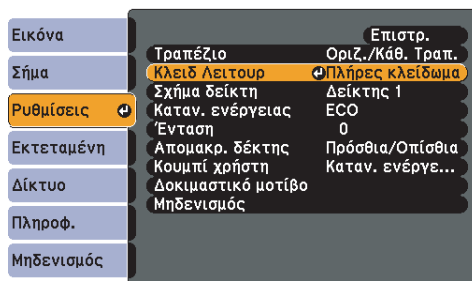 Εικόνα
Σήμα
Ρυθμίσεις
Εκτεταμένη
Δίκτυο
Πληροφ.
Μηδενισμός
Επιστρ.
Τραπέζιο Οριζ./Κάθ. Τραπ.
Κλειδ Λειτουρ Πλήρες κλείδωμα
Σχήμα δείκτη Δείκτης 1
Καταν. ενέργειας ECO
Ένταση 0
Απομακρ. δέκτης Πρόσθια/Οπίσθια
Κουμπί χρήστη Καταν. ενέργε...
Δοκιμαστικό μοτίβο
Μηδενισμός